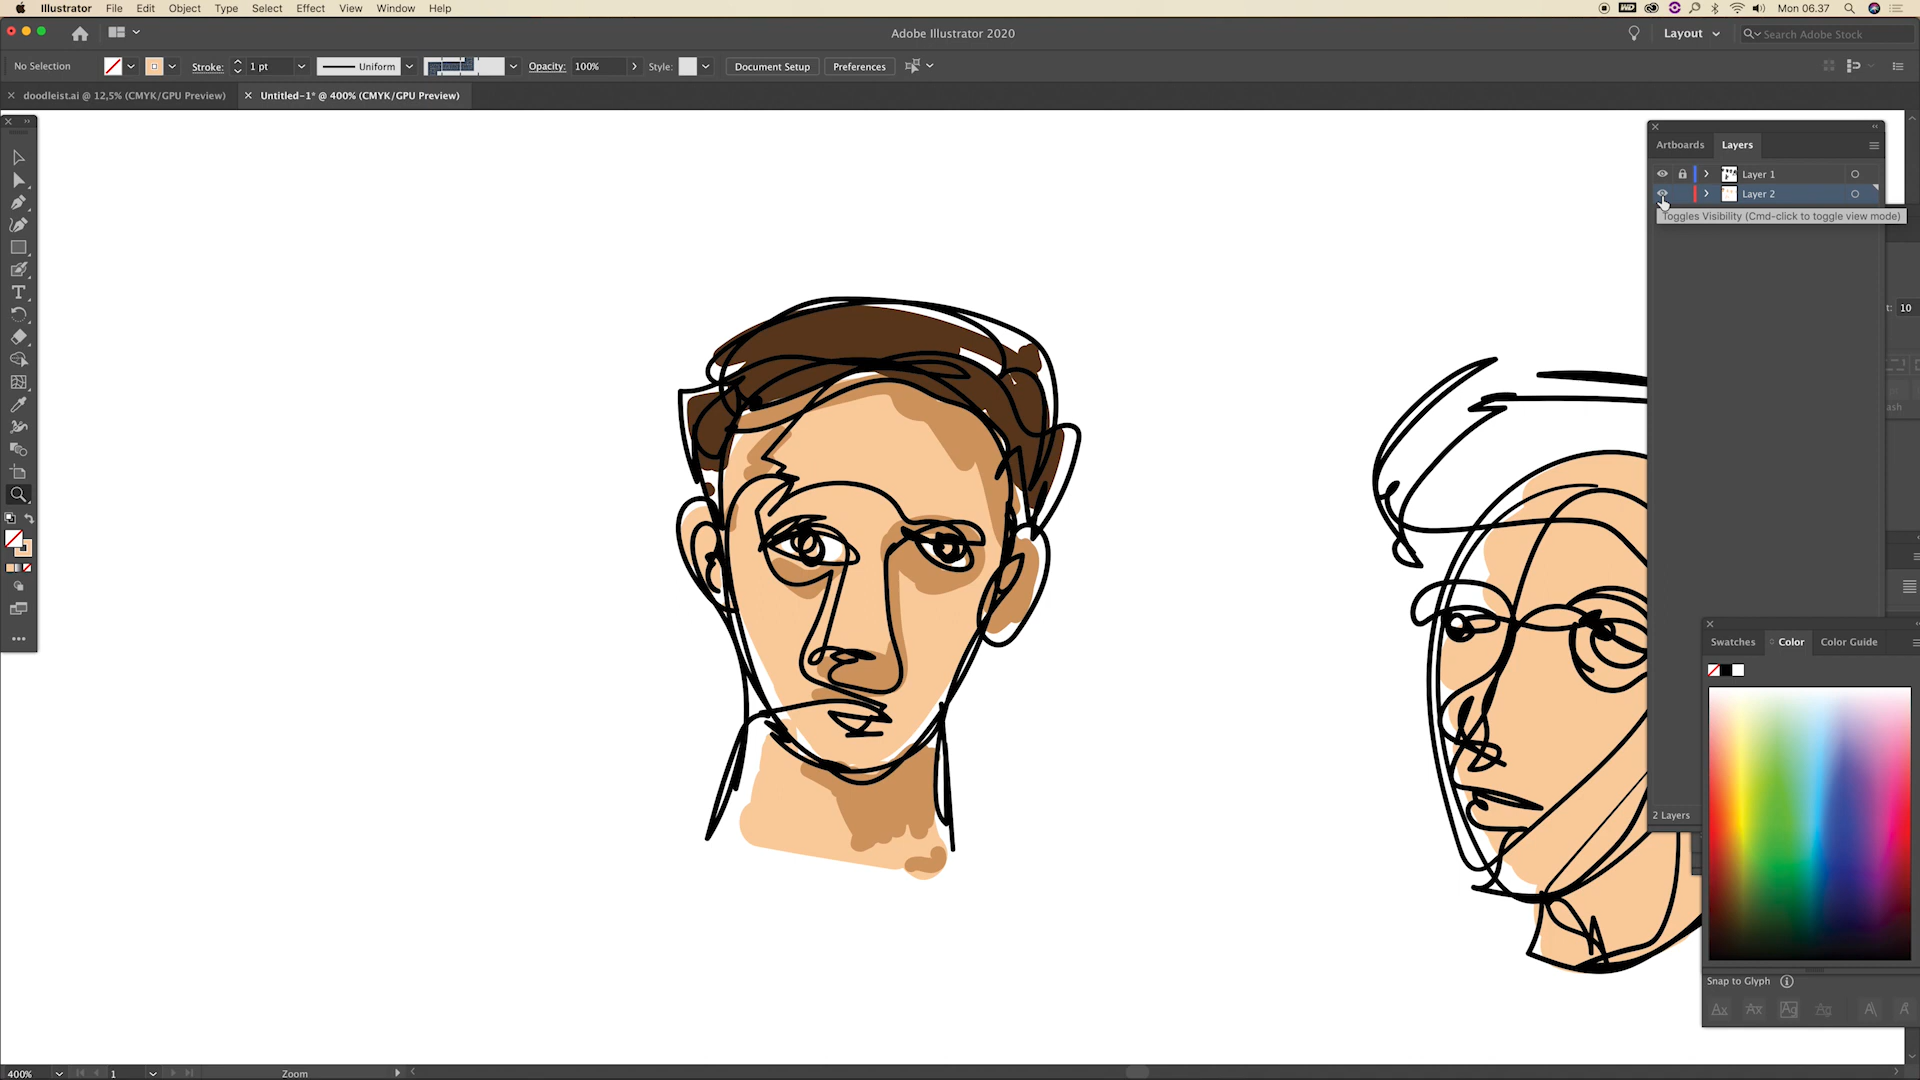 Illustrator File Edit Object Type Select Effect View Window Help Mon 06.37
Adobe Illustrator 2020
Layout Search Adobe Stock
No Selection Stroke: 1 pt Uniform Opacity: 100% Style: Document Setup Preferences
doodleist.ai @ 12,5% (CMYK/GPU Preview) Untitled-1* @ 400% (CMYK/GPU Preview)
Artboards Layers
Layer 1
Layer 2
Toggles Visibility (Cmd-click to toggle view mode)
t: 10
ash
2 Layers
Swatches Color Color Guide
Snap to Glyph
400% 1 Zoom